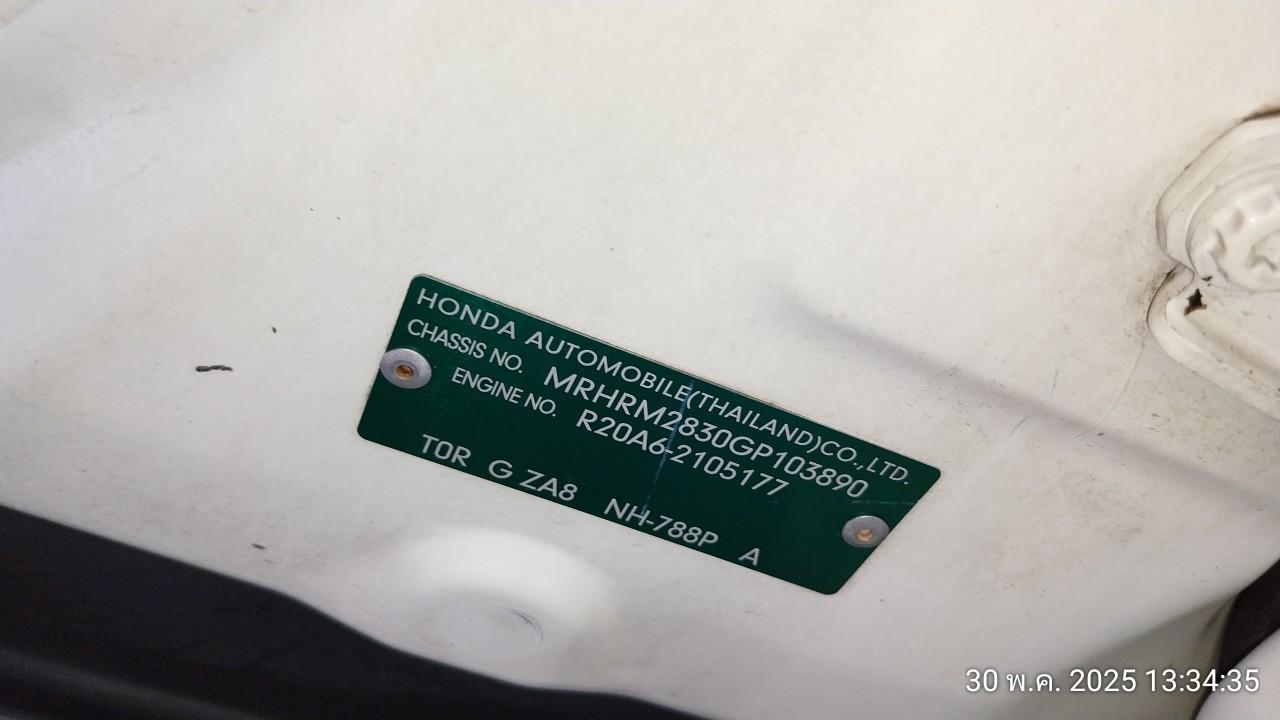 HONDA AUTOMOBILE(THAILAND)CO.,LTD.
CHASSIS NO. MRHRM2830GP103890
ENGINE NO. R20A6-2105177
TOR G ZA8 NH-788P A
30 พ.ค. 2025 13:34:35